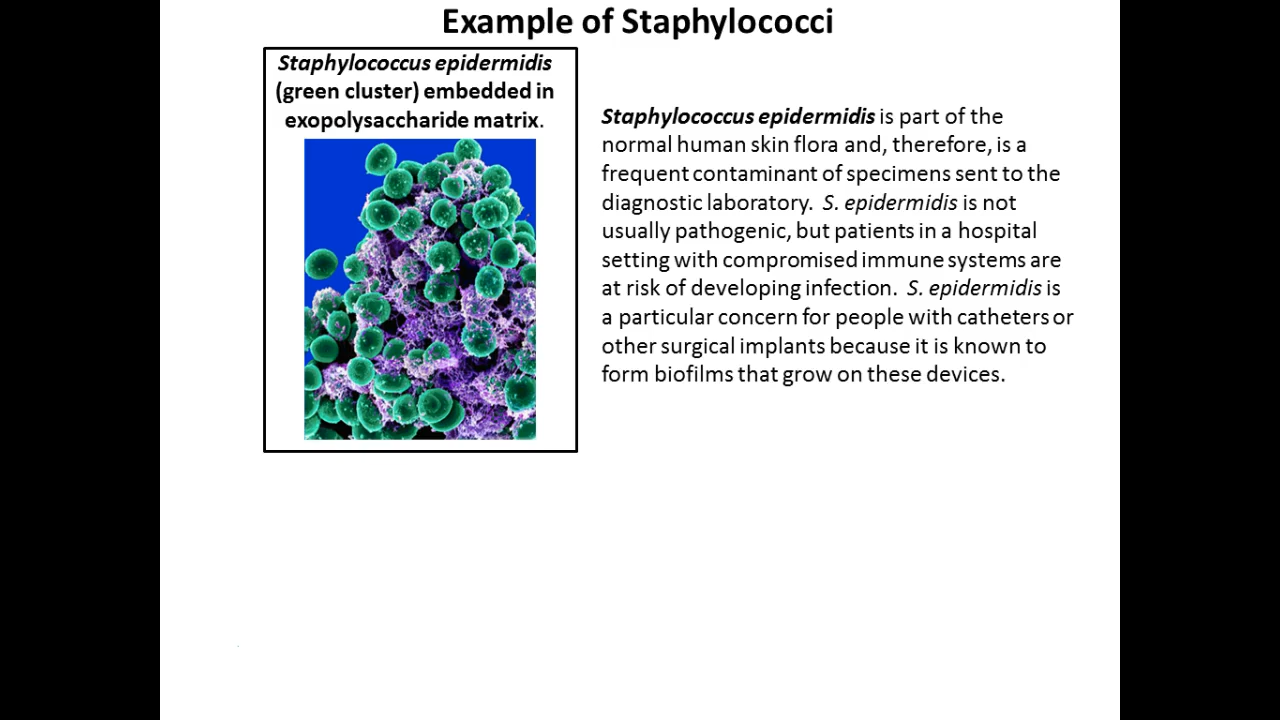 Example of Staphylococci
Staphylococcus epidermidis
(green cluster) embedded in
exopolysaccharide matrix.
Staphylococcus epidermidis is part of the
normal human skin flora and, therefore, is a
frequent contaminant of specimens sent to the
diagnostic laboratory.  S. epidermidis is not
usually pathogenic, but patients in a hospital
setting with compromised immune systems are
at risk of developing infection.  S. epidermidis is
a particular concern for people with catheters or
other surgical implants because it is known to
form biofilms that grow on these devices.